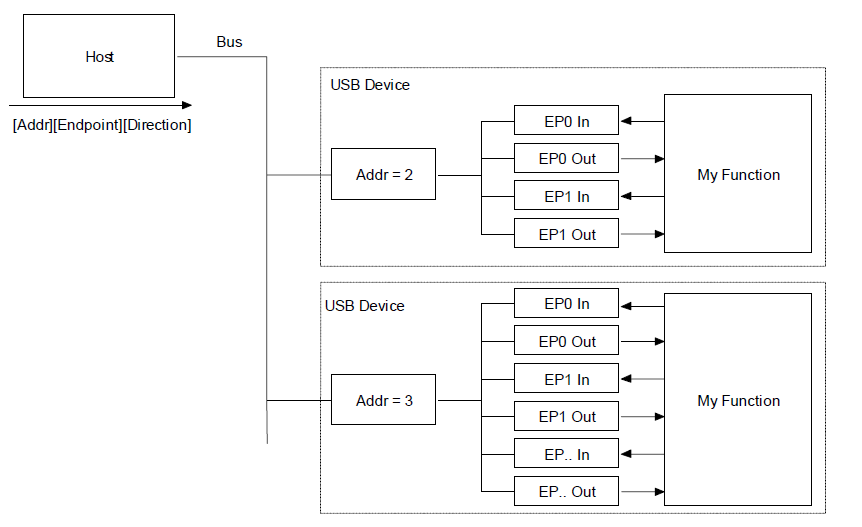 Host
Bus
[Addr][Endpoint][Direction]
USB Device
Addr = 2
EP0 In
EP0 Out
EP1 In
EP1 Out
My Function
USB Device
Addr = 3
EP0 In
EP0 Out
EP1 In
EP1 Out
EP.. In
EP.. Out
My Function